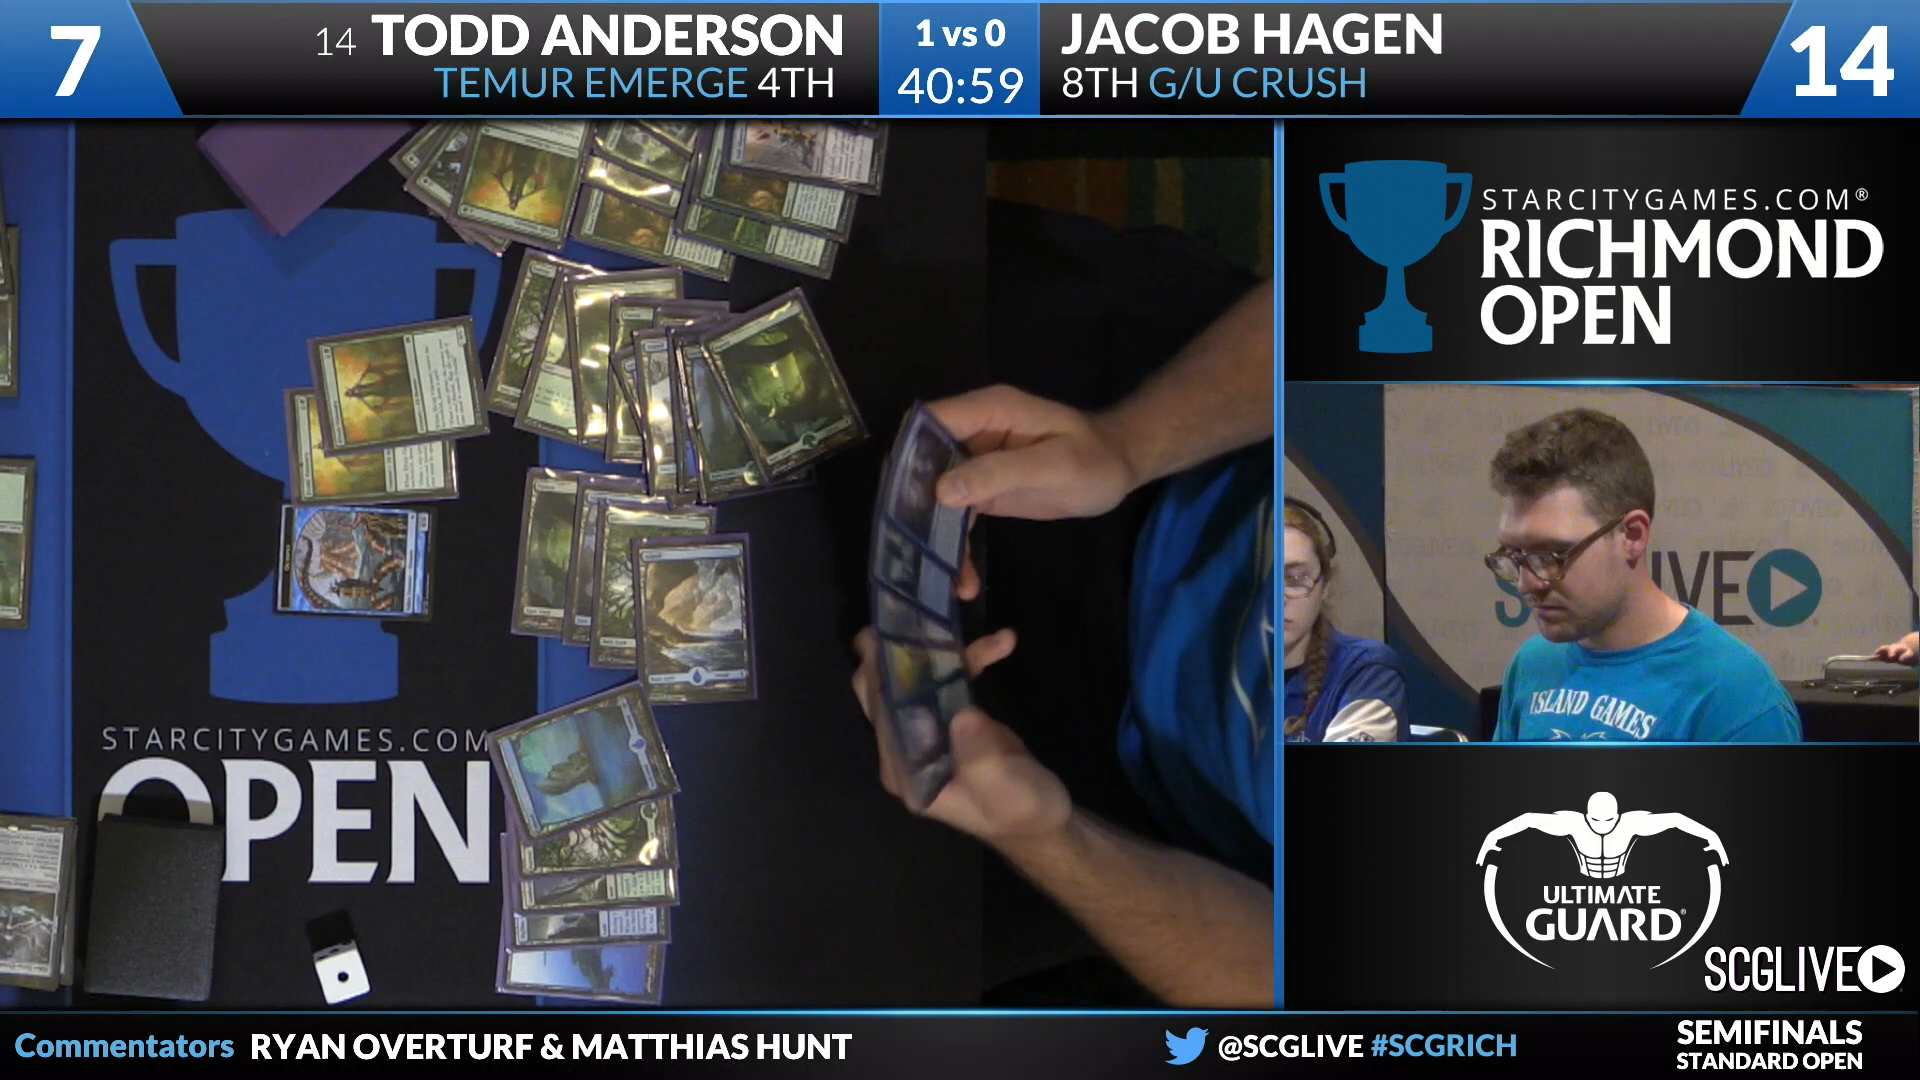 7
14 TODD ANDERSON
TEMUR EMERGE 4TH
1 vs 0
40:59
JACOB HAGEN
8TH G/U CRUSH
14
STARCITYGAMES.COM®
RICHMOND
OPEN
STARCITYGAMES.COM
OPEN
ISLAND GAMES
ULTIMATE
GUARD®
SCGLIVE
Commentators RYAN OVERTURF & MATTHIAS HUNT
@SCGLIVE #SCGRICH
SEMIFINALS
STANDARD OPEN